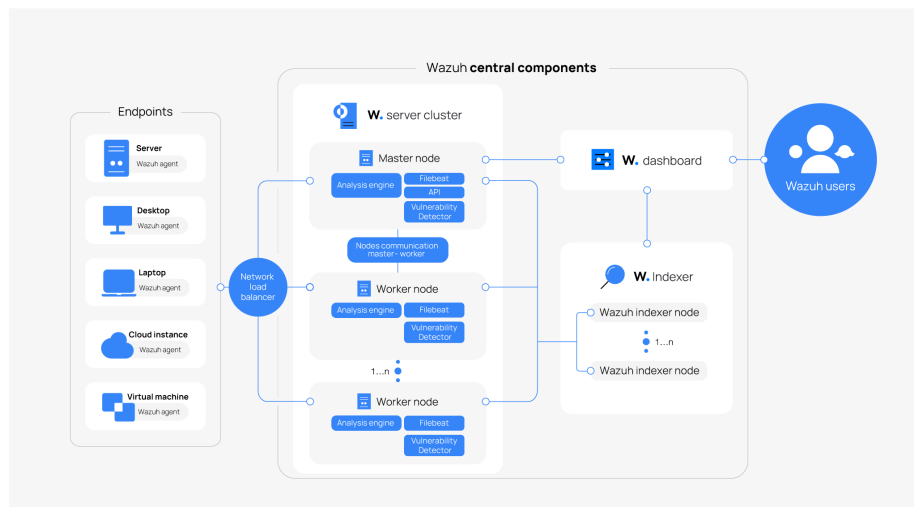 Wazuh central components
Endpoints
Server
Wazuh agent
Desktop
Wazuh agent
Laptop
Wazuh agent
Cloud instance
Wazuh agent
Virtual machine
Wazuh agent
Network
load
balancer
W. server cluster
Master node
Analysis engine
Filebeat
API
Vulnerability
Detector
Nodes communication
master - worker
Worker node
Analysis engine
Filebeat
Vulnerability
Detector
1...n
Worker node
Analysis engine
Filebeat
Vulnerability
Detector
W. dashboard
W. Indexer
Wazuh indexer node
1...n
Wazuh indexer node
Wazuh users